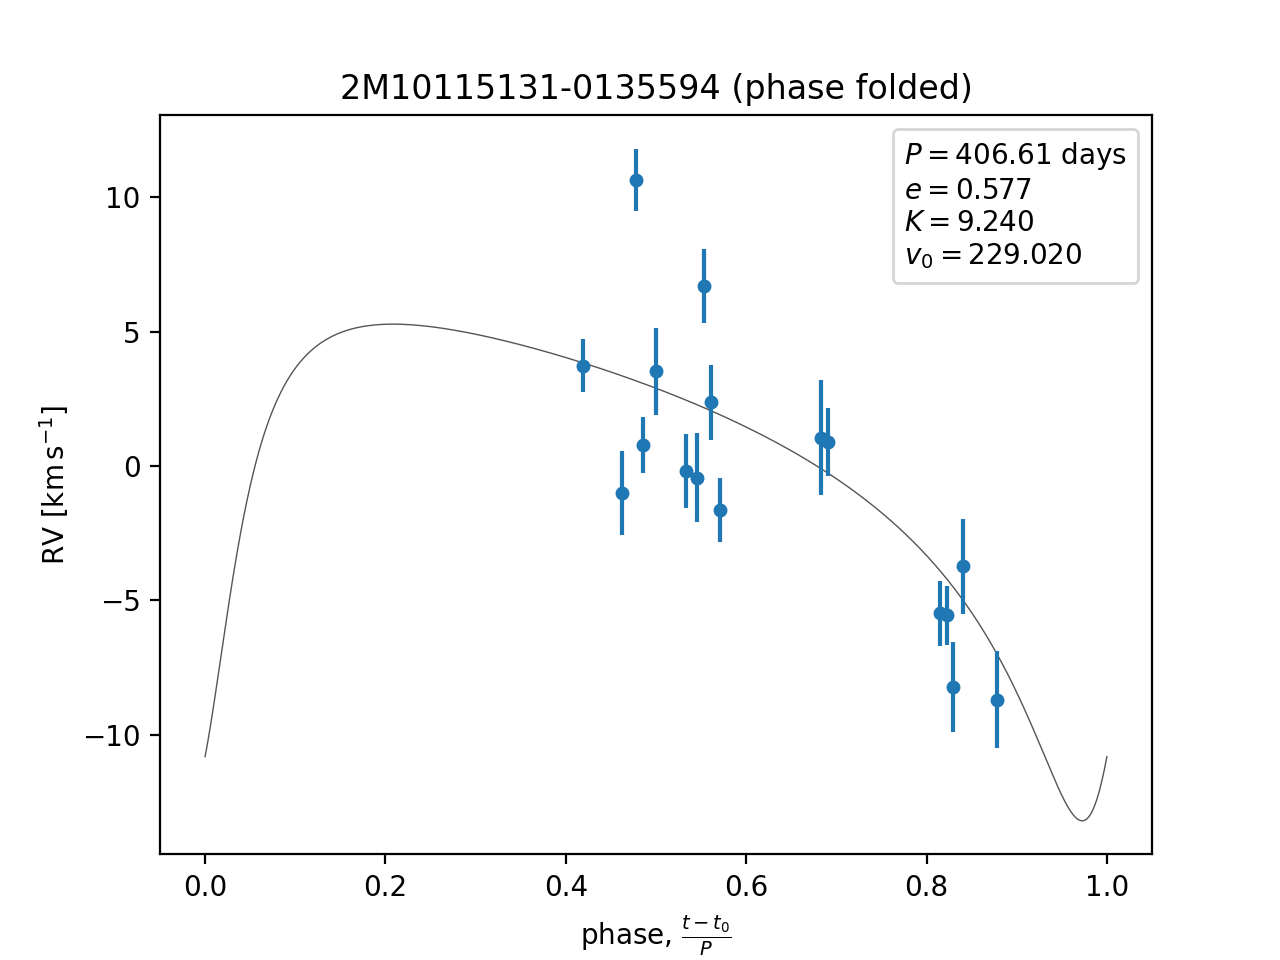 2M10115131-0135594 (phase folded)
P = 406.61 days
e = 0.577
K = 9.240
v₀ = 229.020
10
5
0
−5
−10
RV [km s⁻¹]
0.0 0.2 0.4 0.6 0.8 1.0
phase, (t − t₀)/P